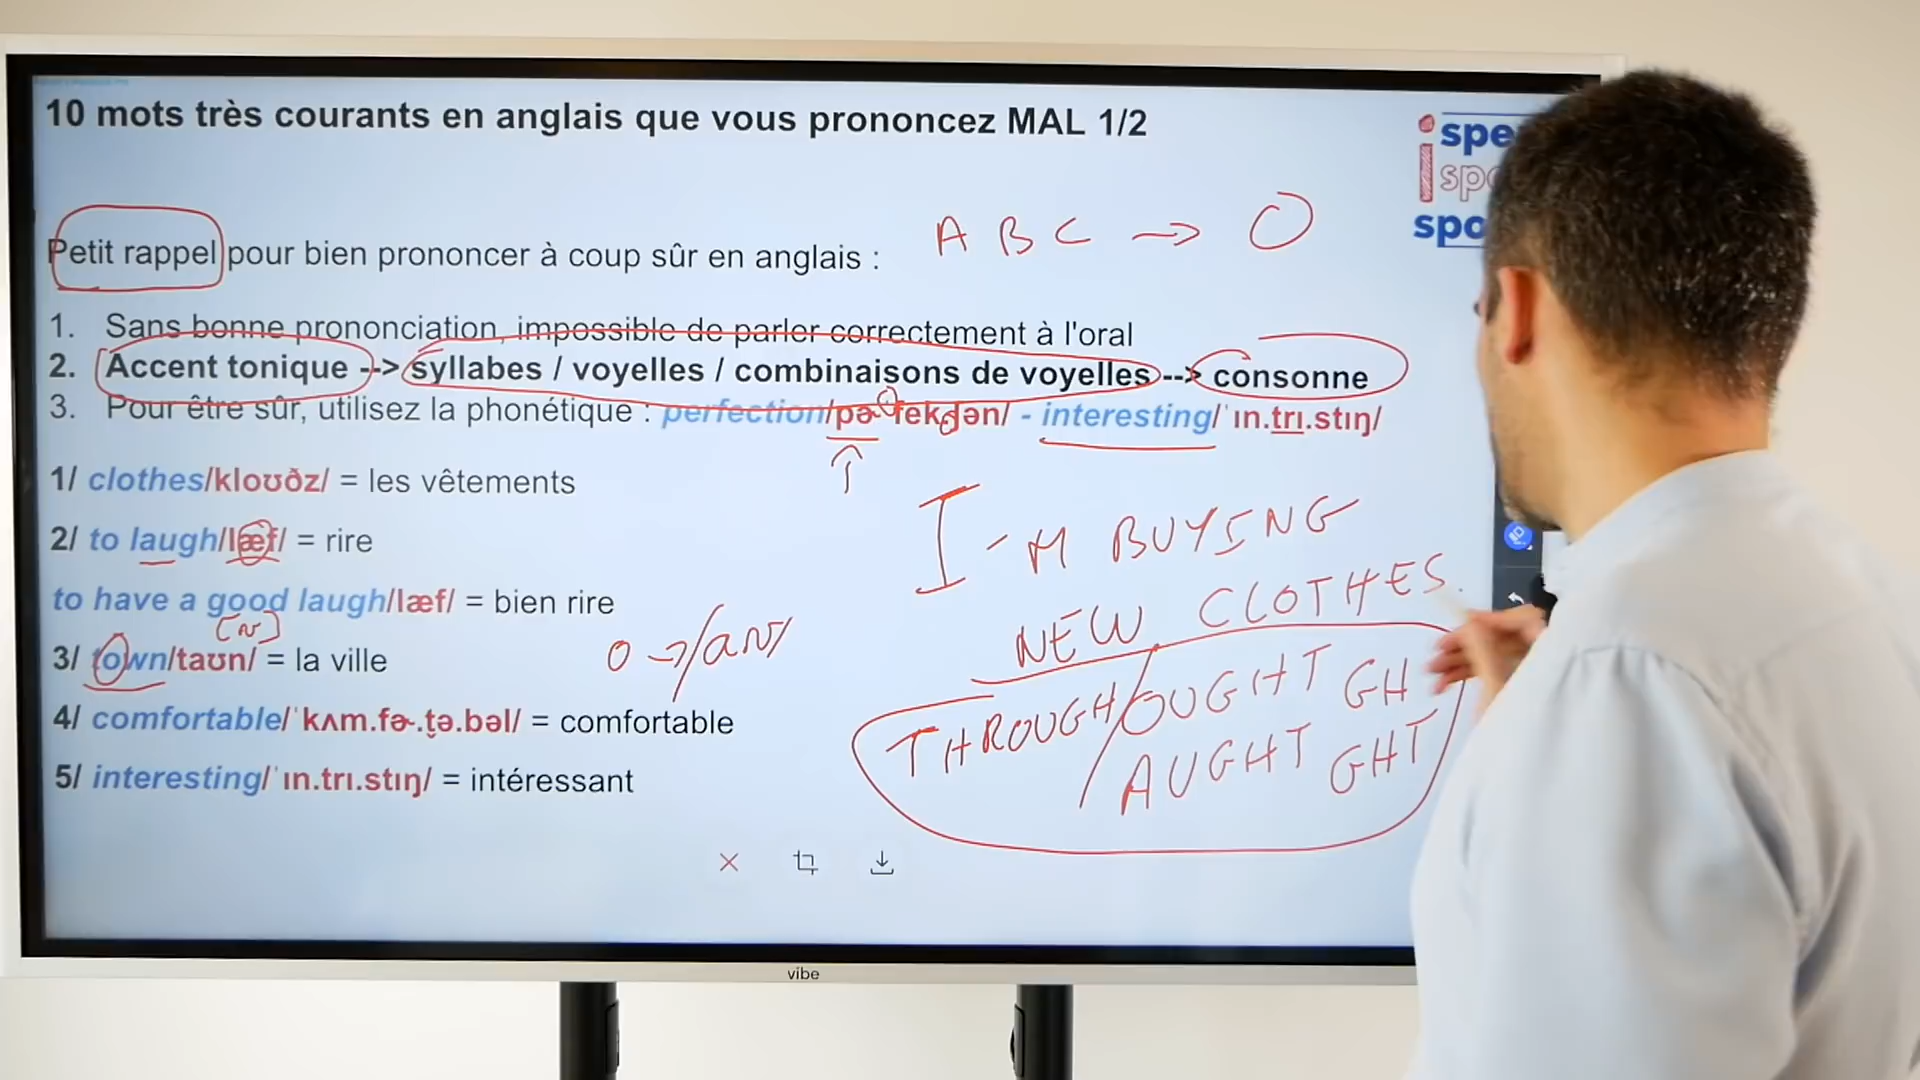 10 mots très courants en anglais que vous prononcez MAL 1/2
i spe
spo
spo
Petit rappel pour bien prononcer à coup sûr en anglais :
A B C → O
1. Sans bonne prononciation, impossible de parler correctement à l'oral
2. Accent tonique --> syllabes / voyelles / combinaisons de voyelles --> consonne
3. Pour être sûr, utilisez la phonétique : perfection/pɚˈfek.ʃən/ - interesting/ˈɪn.trɪ.stɪŋ/
1/ clothes/kloʊðz/ = les vêtements
2/ to laugh/læf/ = rire
to have a good laugh/læf/ = bien rire
3/ town/taʊn/ = la ville
4/ comfortable/ˈkʌm.fɚ.t̬ə.bəl/ = comfortable
5/ interesting/ˈɪn.trɪ.stɪŋ/ = intéressant
I'M BUYING
NEW CLOTHES.
THROUGH/OUGHT GH
AUGHT GHT
vibe